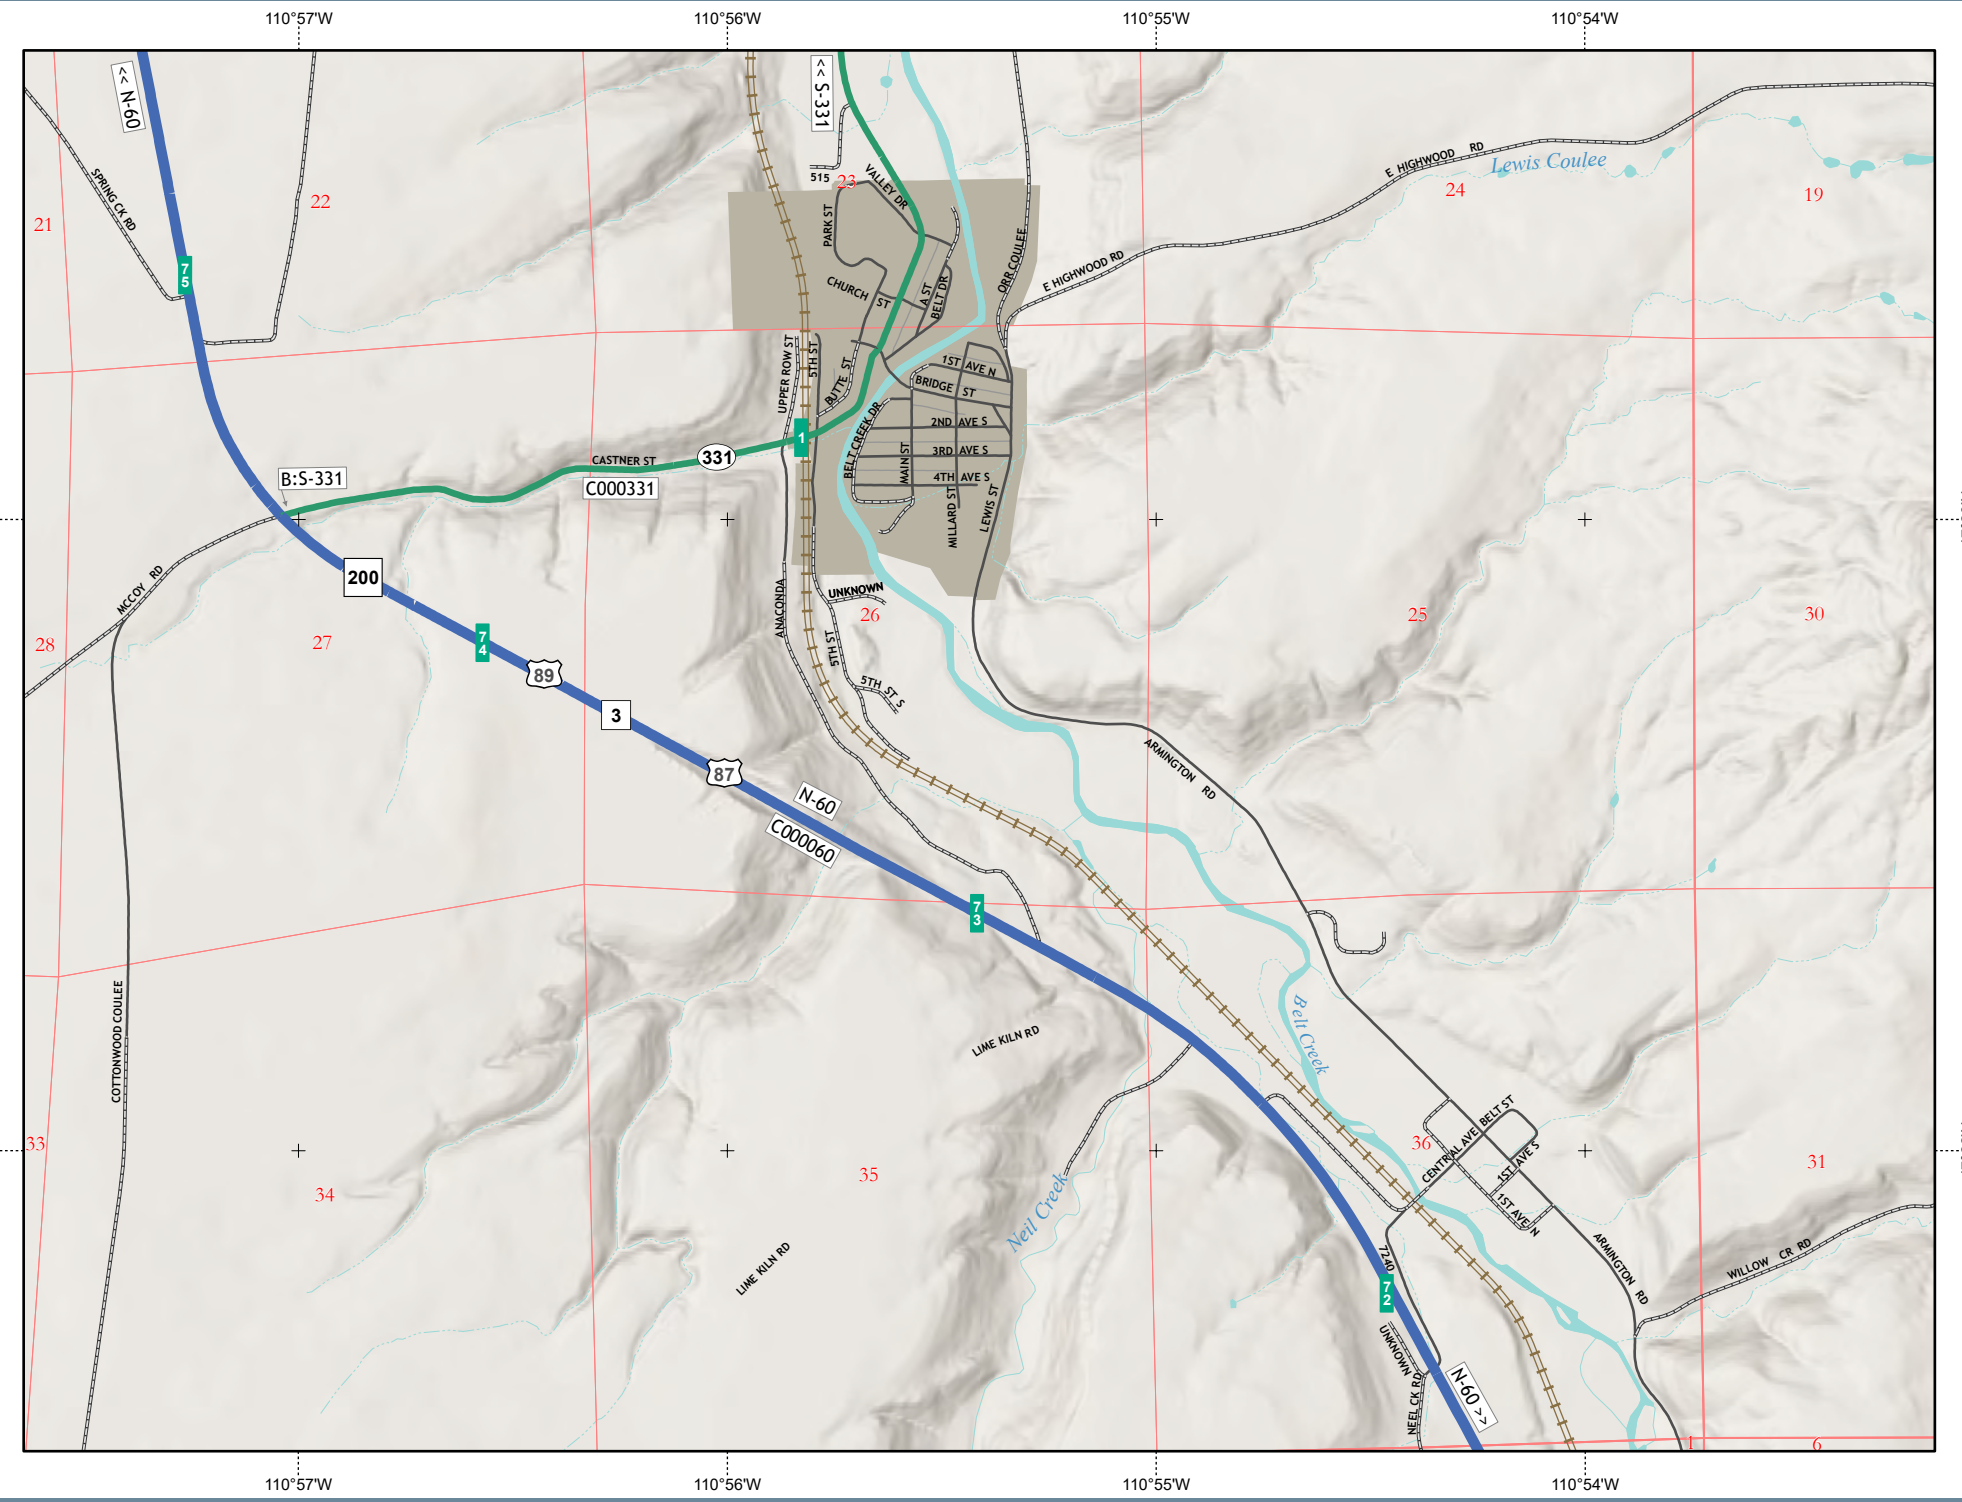 110°57'W
110°56'W
110°55'W
110°54'W
<< N-60
<< S-331
SPRING CK RD
21
22
515
23
VALLEY DR
PARK ST
E HIGHWOOD RD
Lewis Coulee
24
19
75
CHURCH ST
A ST
BELT DR
ORR COULEE
E HIGHWOOD RD
UPPER ROW ST
5TH ST
BUTTE ST
1ST AVE N
BRIDGE ST
BELT CREEK DR
2ND AVE S
MAIN ST
3RD AVE S
4TH AVE S
MILLARD ST
LEWIS ST
1
331
CASTNER ST
C000331
B:S-331
MCCOY RD
200
28
27
74
89
3
87
N-60
C000060
ANACONDA
UNKNOWN
26
5TH ST
5TH ST S
25
30
ARMINGTON RD
73
COTTONWOOD COULEE
LIME KILN RD
Belt Creek
33
34
35
LIME KILN RD
Neil Creek
36
CENTRAL AVE
BELT ST
1ST AVE S
1ST AVE N
31
ARMINGTON RD
WILLOW CR RD
7240
72
UNKNOWN
NEEL CK RD
N-60 >>
1
6
110°57'W
110°56'W
110°55'W
110°54'W